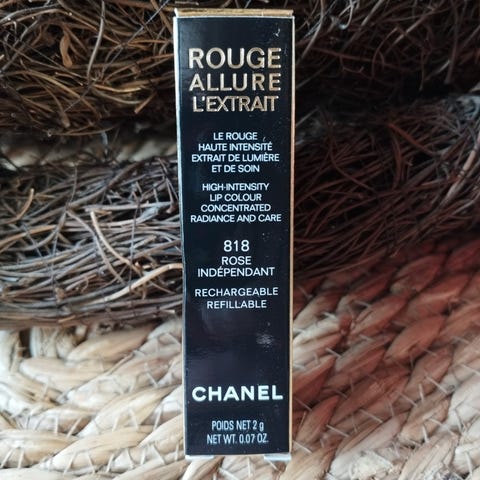 ROUGE
ALLURE
L'EXTRAIT
LE ROUGE
HAUTE INTENSITÉ
EXTRAIT DE LUMIÈRE
ET DE SOIN
HIGH-INTENSITY
LIP COLOUR
CONCENTRATED
RADIANCE AND CARE
818
ROSE
INDÉPENDANT
RECHARGEABLE
REFILLABLE
CHANEL
POIDS NET 2 g
NET WT. 0.07 OZ.